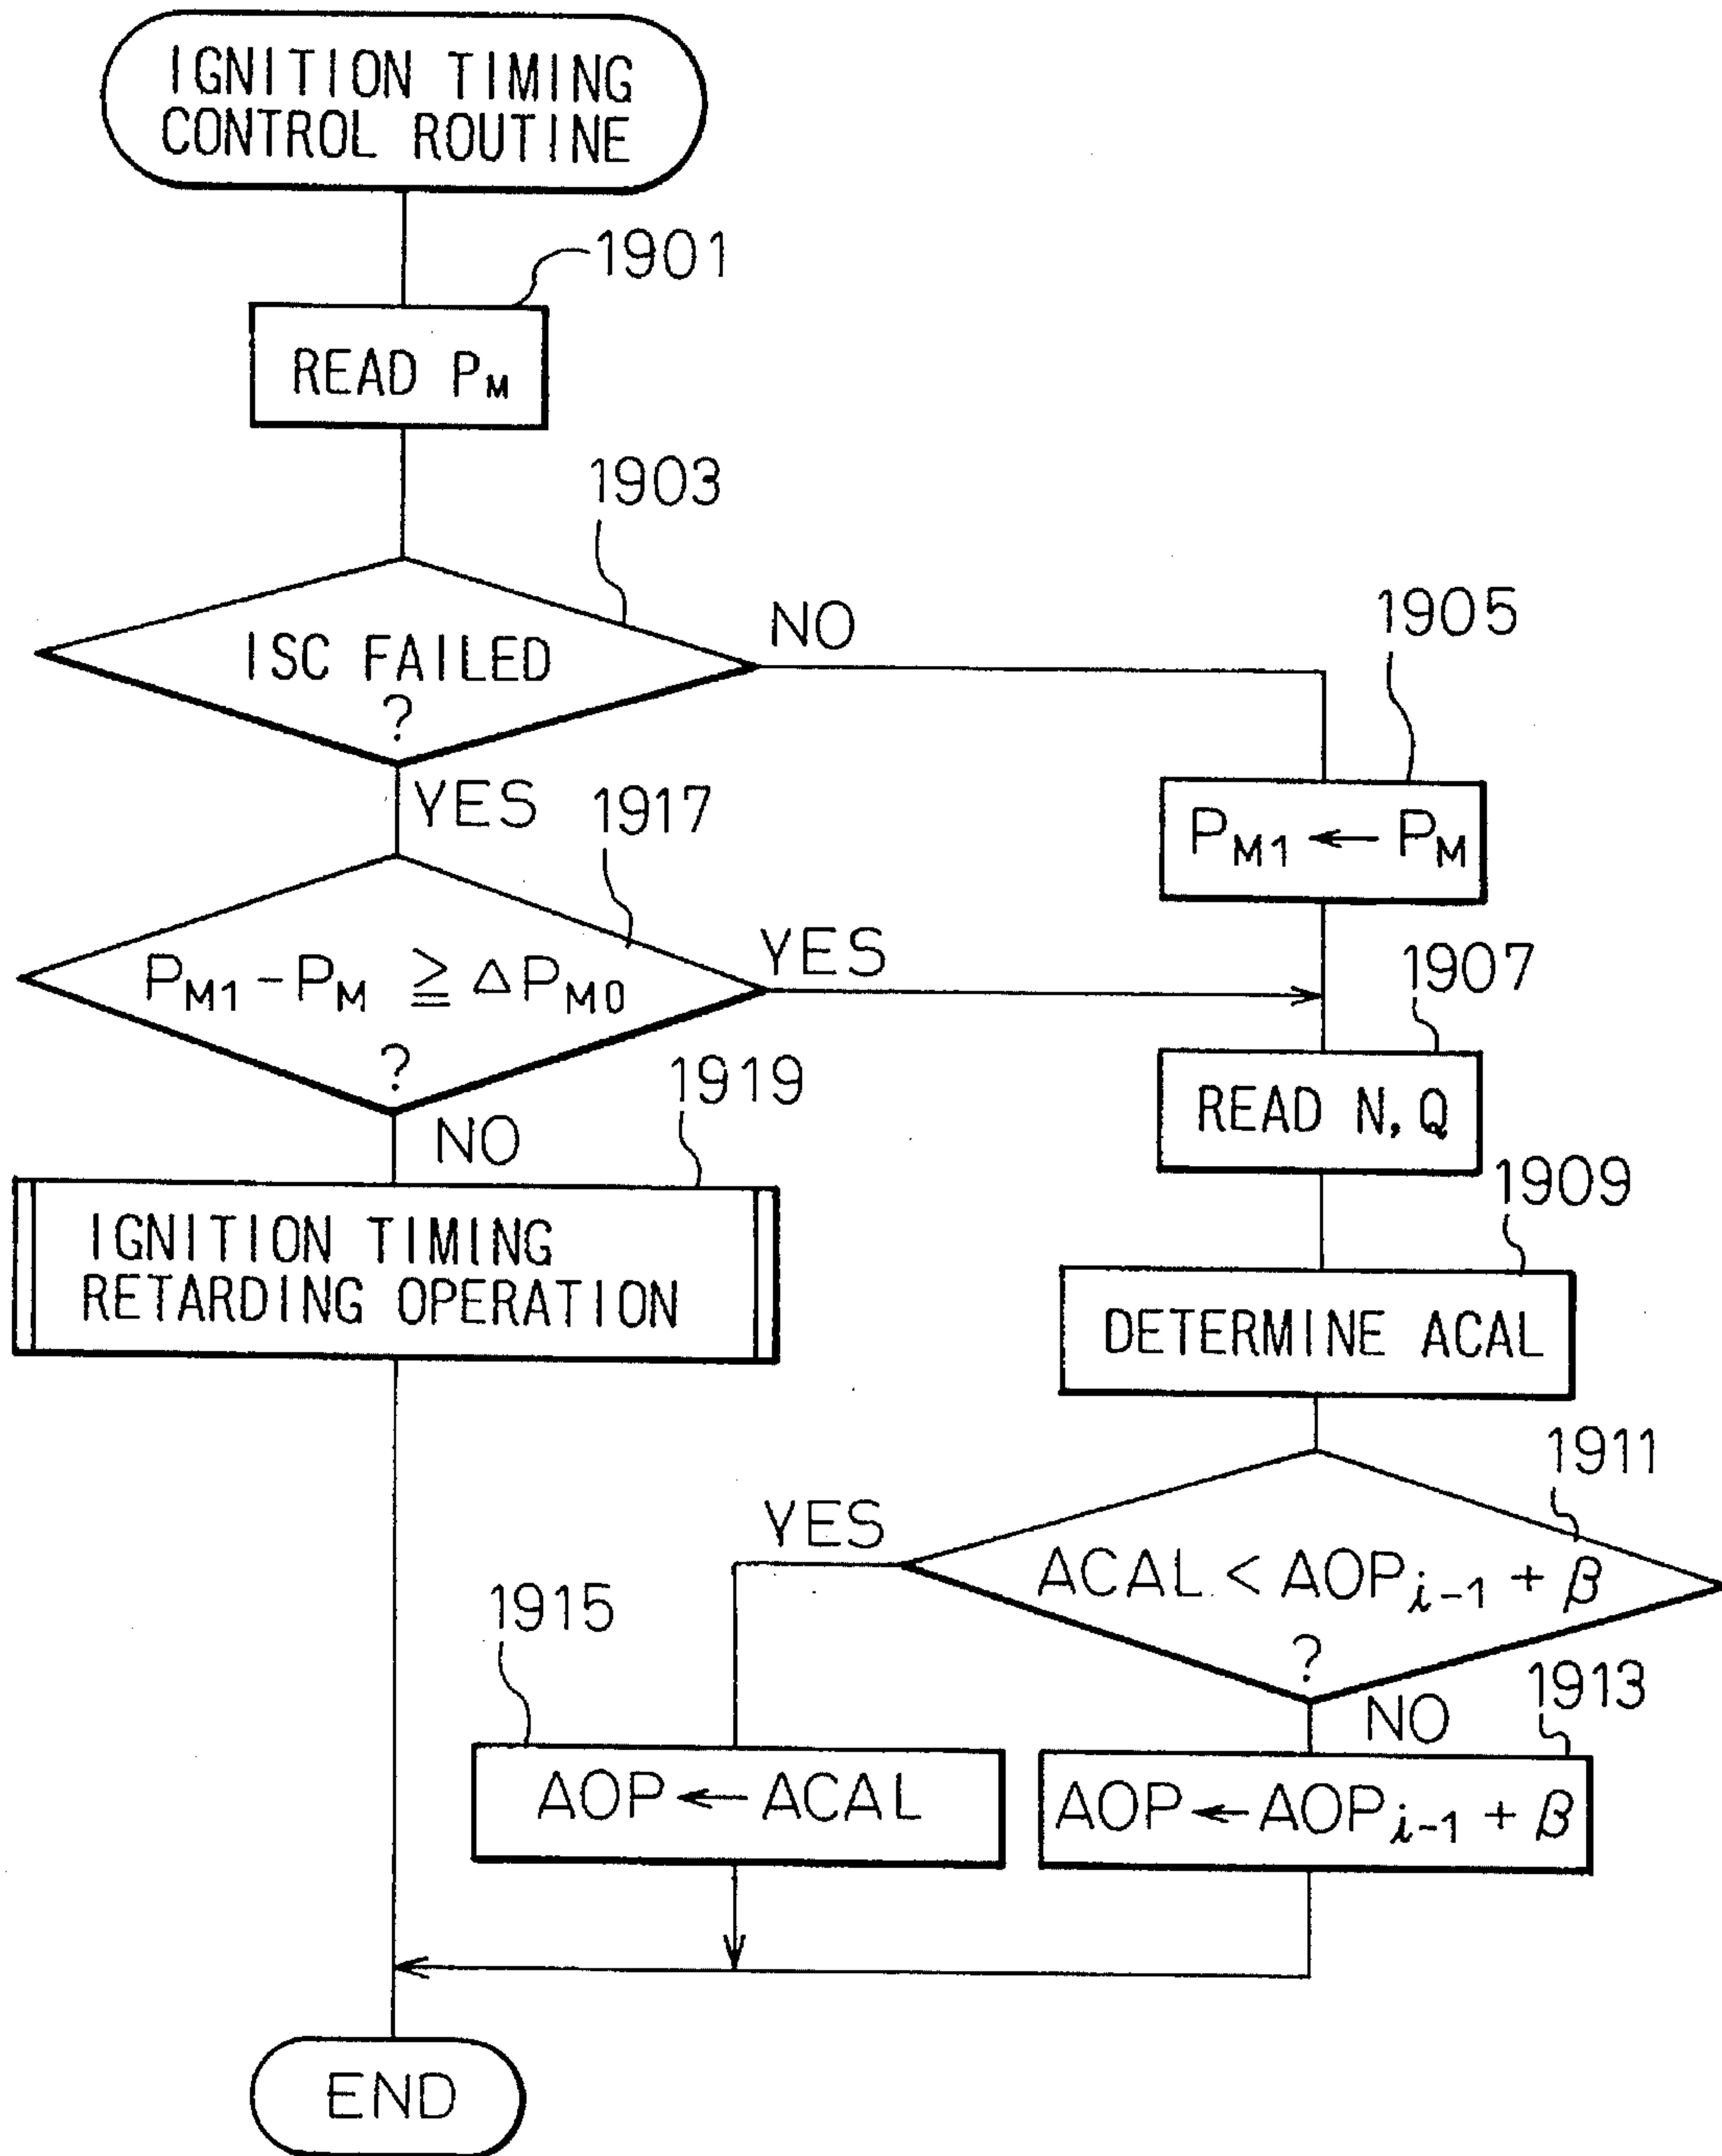 IGNITION TIMING
CONTROL ROUTINE
1901
READ PM
1903
ISC FAILED
?
NO
YES
1905
PM1 ← PM
1917
PM1 - PM ≧ ΔPM0
?
YES
NO
1907
READ N, Q
1919
IGNITION TIMING
RETARDING OPERATION
1909
DETERMINE ACAL
1911
ACAL < AOPi-1 + β
?
YES
NO
1915
AOP ← ACAL
1913
AOP ← AOPi-1 + β
END